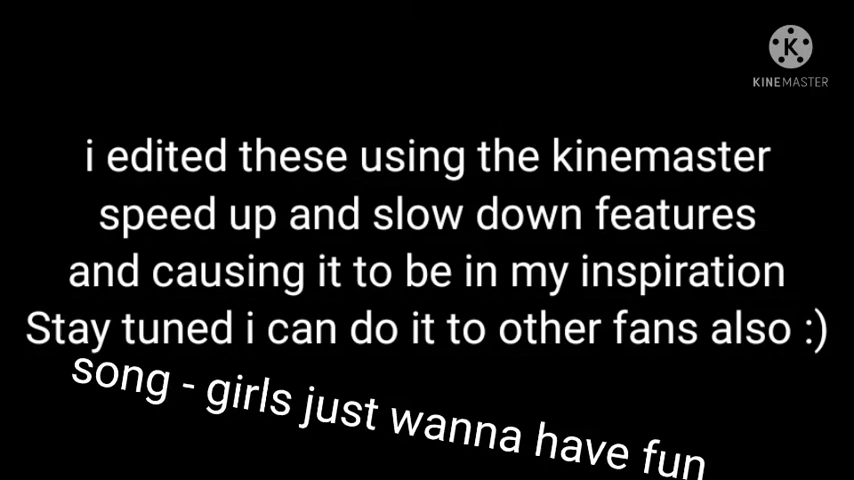 K
KINEMASTER
i edited these using the kinemaster
speed up and slow down features
and causing it to be in my inspiration
Stay tuned i can do it to other fans also :)
song - girls just wanna have fun